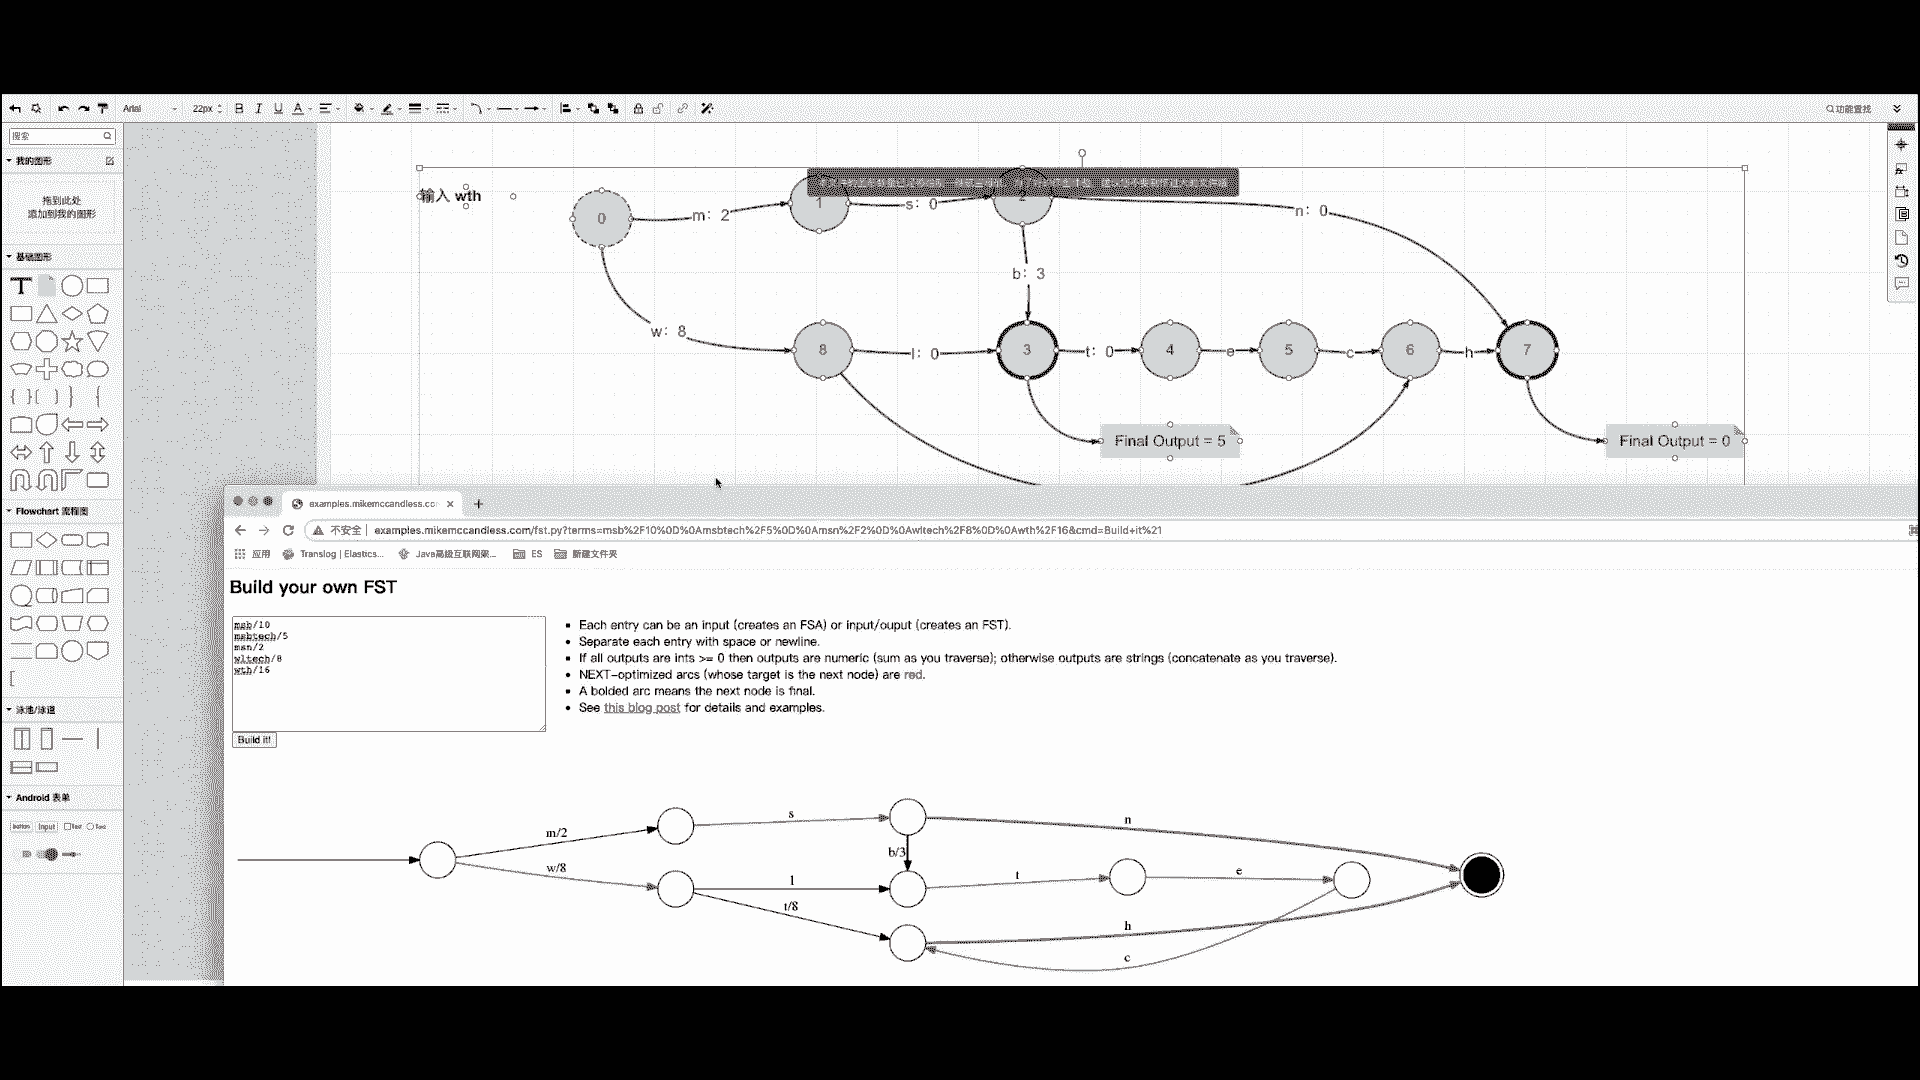 Arial 22px B I U A 功能查找
搜索
我的图形
拖到此处
添加到我的图形
基础图形
T
Flowchart 流程图
泳池/泳道
Android 表单
button Input Text
输入 wth
0
m: 2
1
s: 0
2
n: 0
b: 3
w: 8
8
l: 0
3
t: 0
4
e
5
c
6
h
7
Final Output = 5
Final Output = 0
examples.mikemccandless.co
不安全 examples.mikemccandless.com/fst.py?terms=msb%2F10%0D%0Amsbtech%2F5%0D%0Amsn%2F2%0D%0Awltech%2F8%0D%0Awth%2F16&cmd=Build+it%21
应用 Translog | Elastics... Java高级互联网架... ES 新建文件夹
Build your own FST
msb/10
msbtech/5
msn/2
wltech/8
wth/16
Build it!
Each entry can be an input (creates an FSA) or input/ouput (creates an FST).
Separate each entry with space or newline.
If all outputs are ints >= 0 then outputs are numeric (sum as you traverse); otherwise outputs are strings (concatenate as you traverse).
NEXT-optimized arcs (whose target is the next node) are red.
A bolded arc means the next node is final.
See this blog post for details and examples.
m/2
s
n
w/8
b/3
l
t
e
t/8
h
c